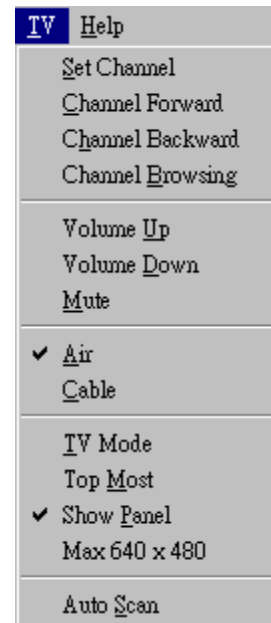 TV Help
Set Channel
Channel Forward
Channel Backward
Channel Browsing
Volume Up
Volume Down
Mute
Air
Cable
TV Mode
Top Most
Show Panel
Max 640 x 480
Auto Scan